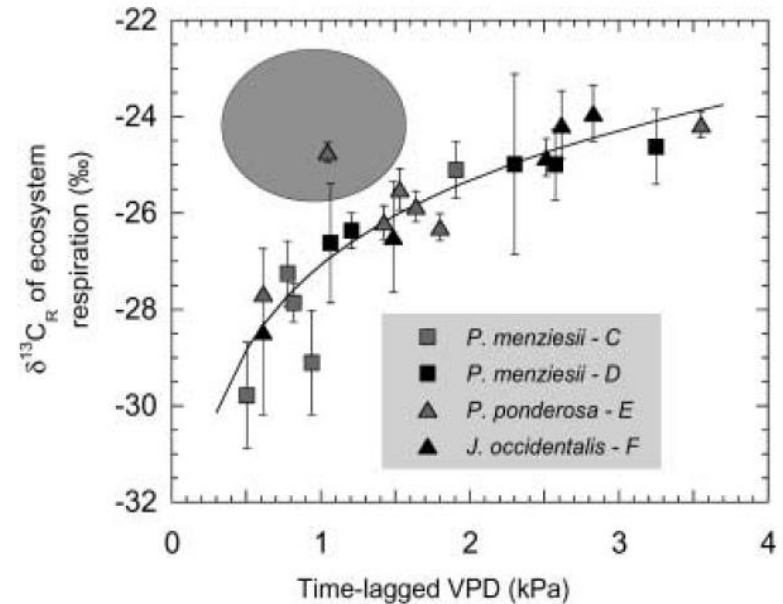 -22
-24
-26
-28
-30
-32
δ¹³C_R of ecosystem
respiration (‰)
P. menziesii - C
P. menziesii - D
P. ponderosa - E
J. occidentalis - F
0 1 2 3 4
Time-lagged VPD (kPa)